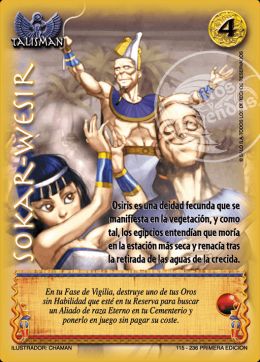 TALISMAN
4
SOKAR-WESIR
Osiris es una deidad fecunda que se
manifiesta en la vegetación, y como
tal, los egipcios entendían que moría
en la estación más seca y renacía tras
la retirada de las aguas de la crecida.
En tu Fase de Vigilia, destruye uno de tus Oros
sin Habilidad que esté en tu Reserva para buscar
un Aliado de raza Eterno en tu Cementerio y
ponerlo en juego sin pagar su coste.
ILUSTRADOR: CHAMAN
115 - 236 PRIMERA EDICION